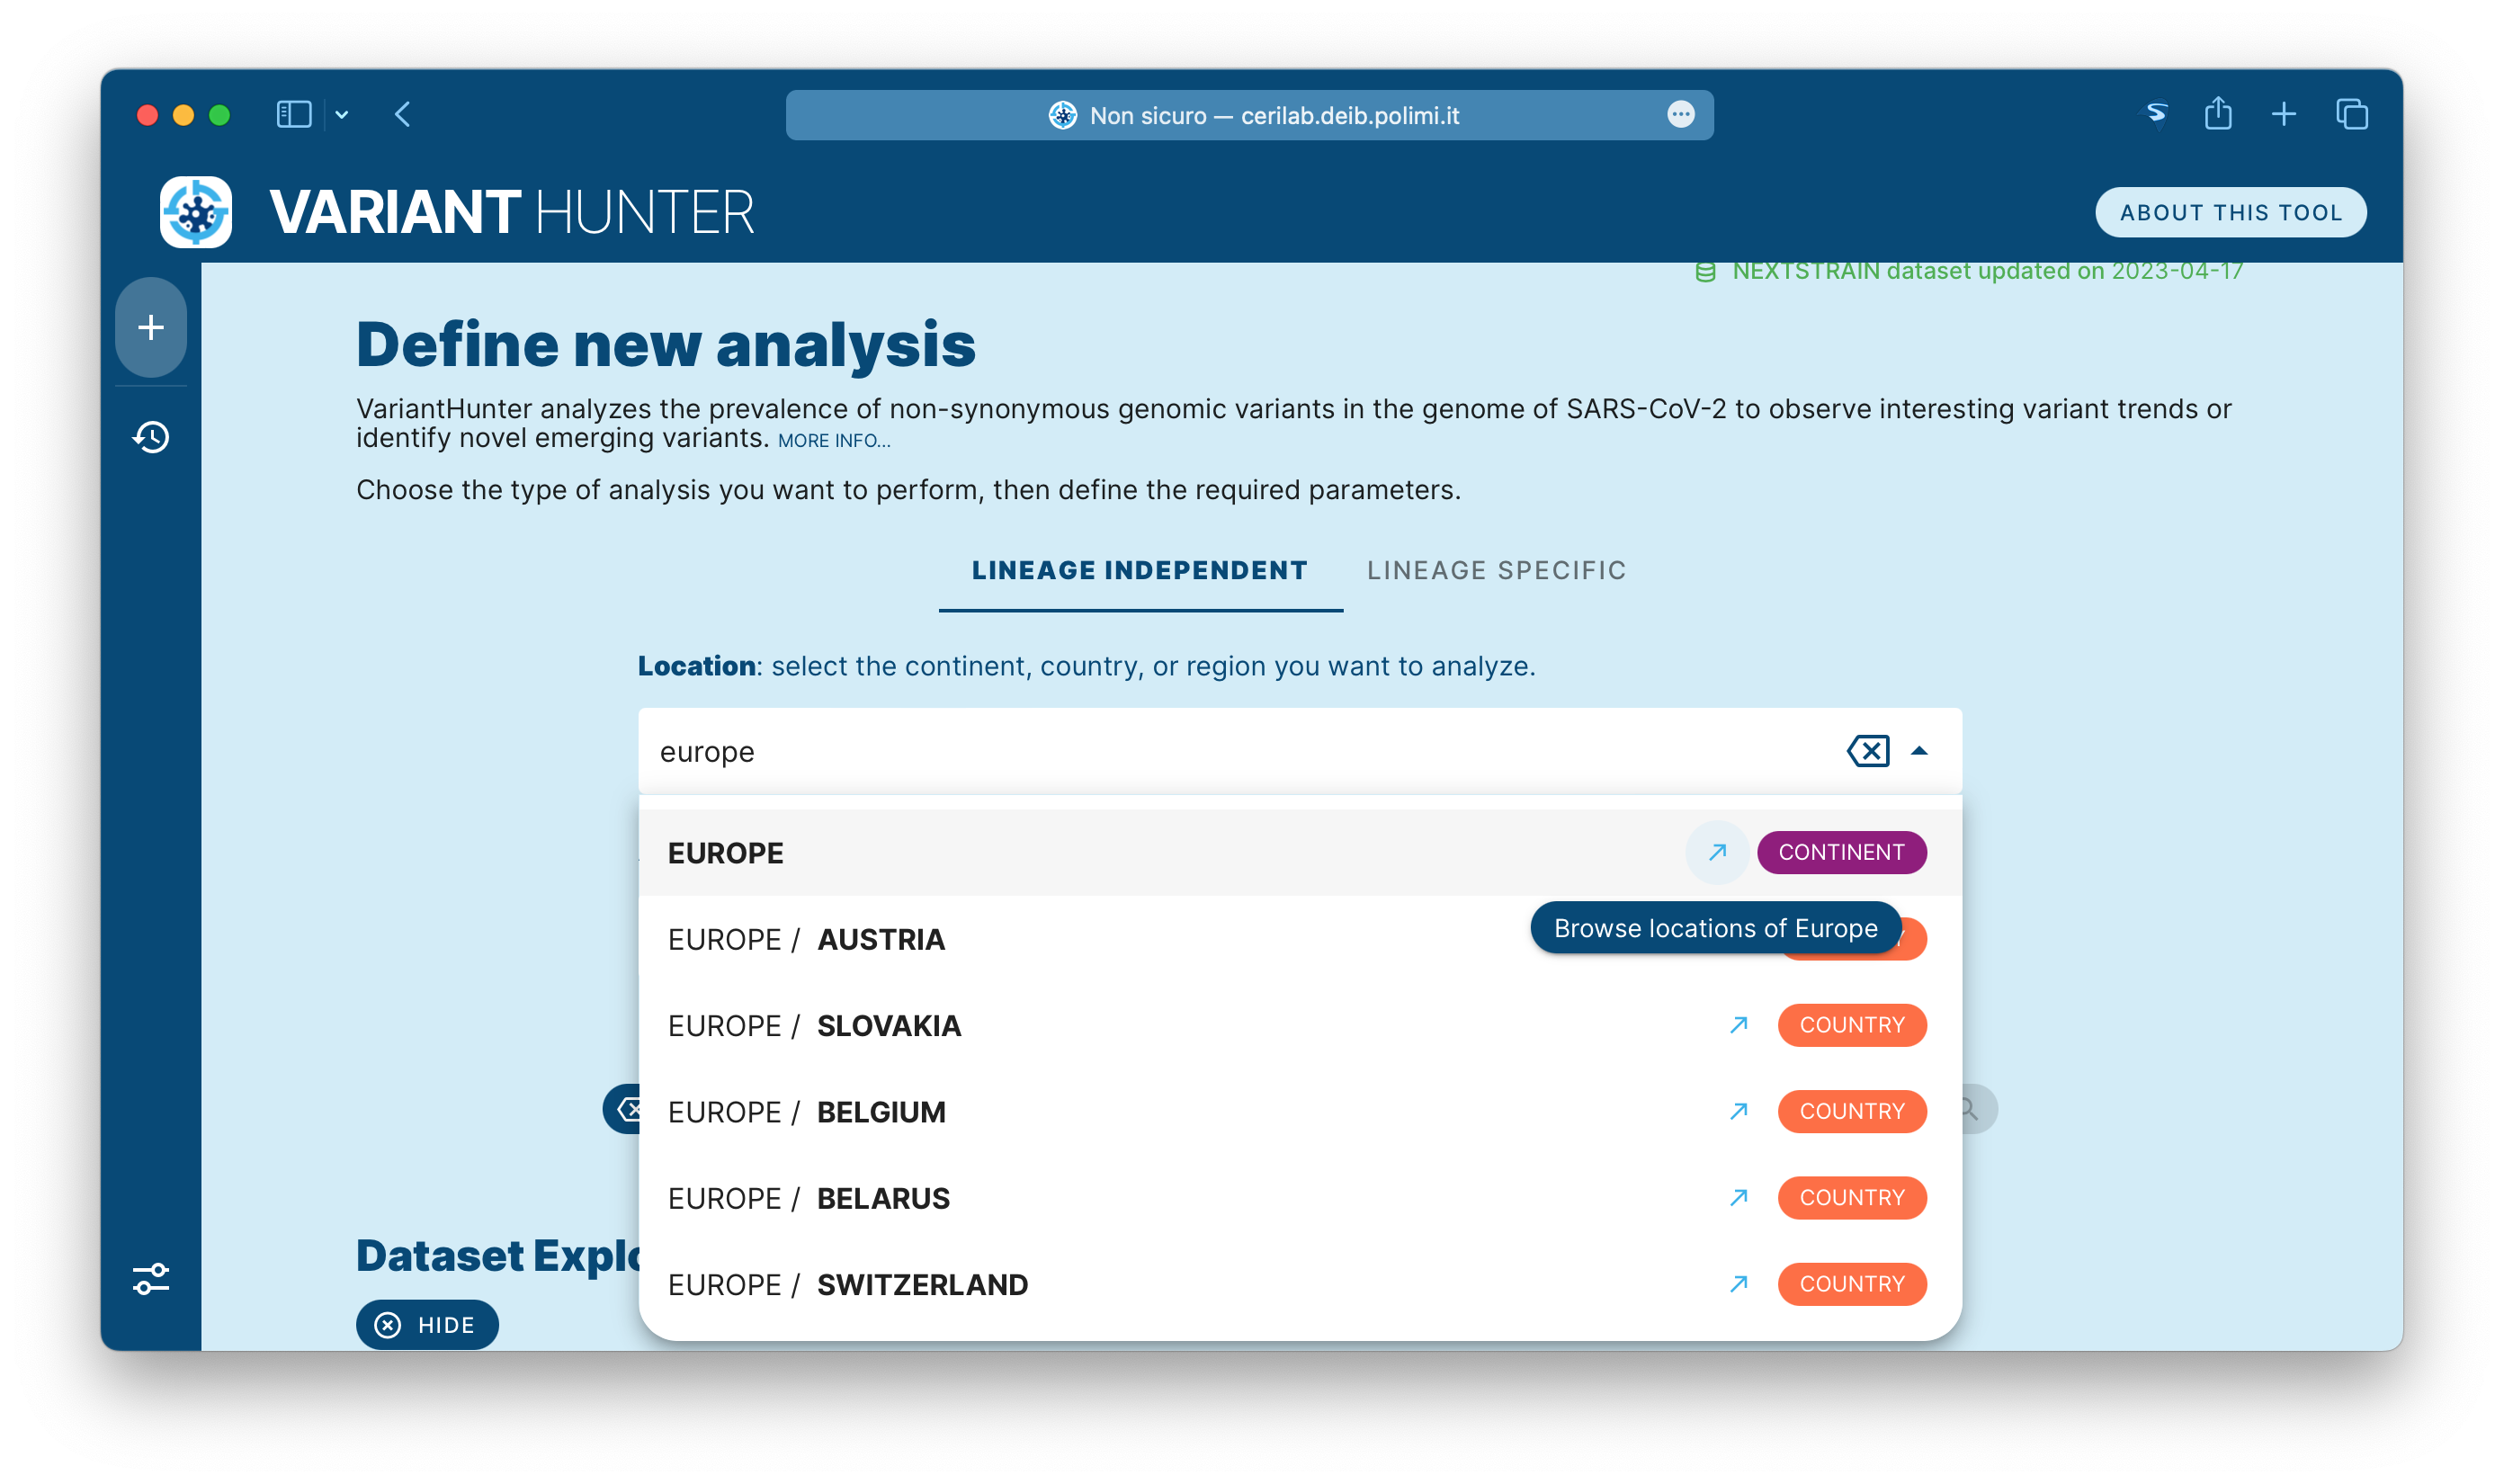 Non sicuro — cerilab.deib.polimi.it
VARIANT HUNTER
ABOUT THIS TOOL
NEXTSTRAIN dataset updated on 2023-04-17
Define new analysis
VariantHunter analyzes the prevalence of non-synonymous genomic variants in the genome of SARS-CoV-2 to observe interesting variant trends or
identify novel emerging variants. MORE INFO...
Choose the type of analysis you want to perform, then define the required parameters.
LINEAGE INDEPENDENT LINEAGE SPECIFIC
Location: select the continent, country, or region you want to analyze.
europe
EUROPE CONTINENT
Browse locations of Europe
EUROPE / AUSTRIA
EUROPE / SLOVAKIA COUNTRY
EUROPE / BELGIUM COUNTRY
EUROPE / BELARUS COUNTRY
EUROPE / SWITZERLAND COUNTRY
Dataset
HIDE